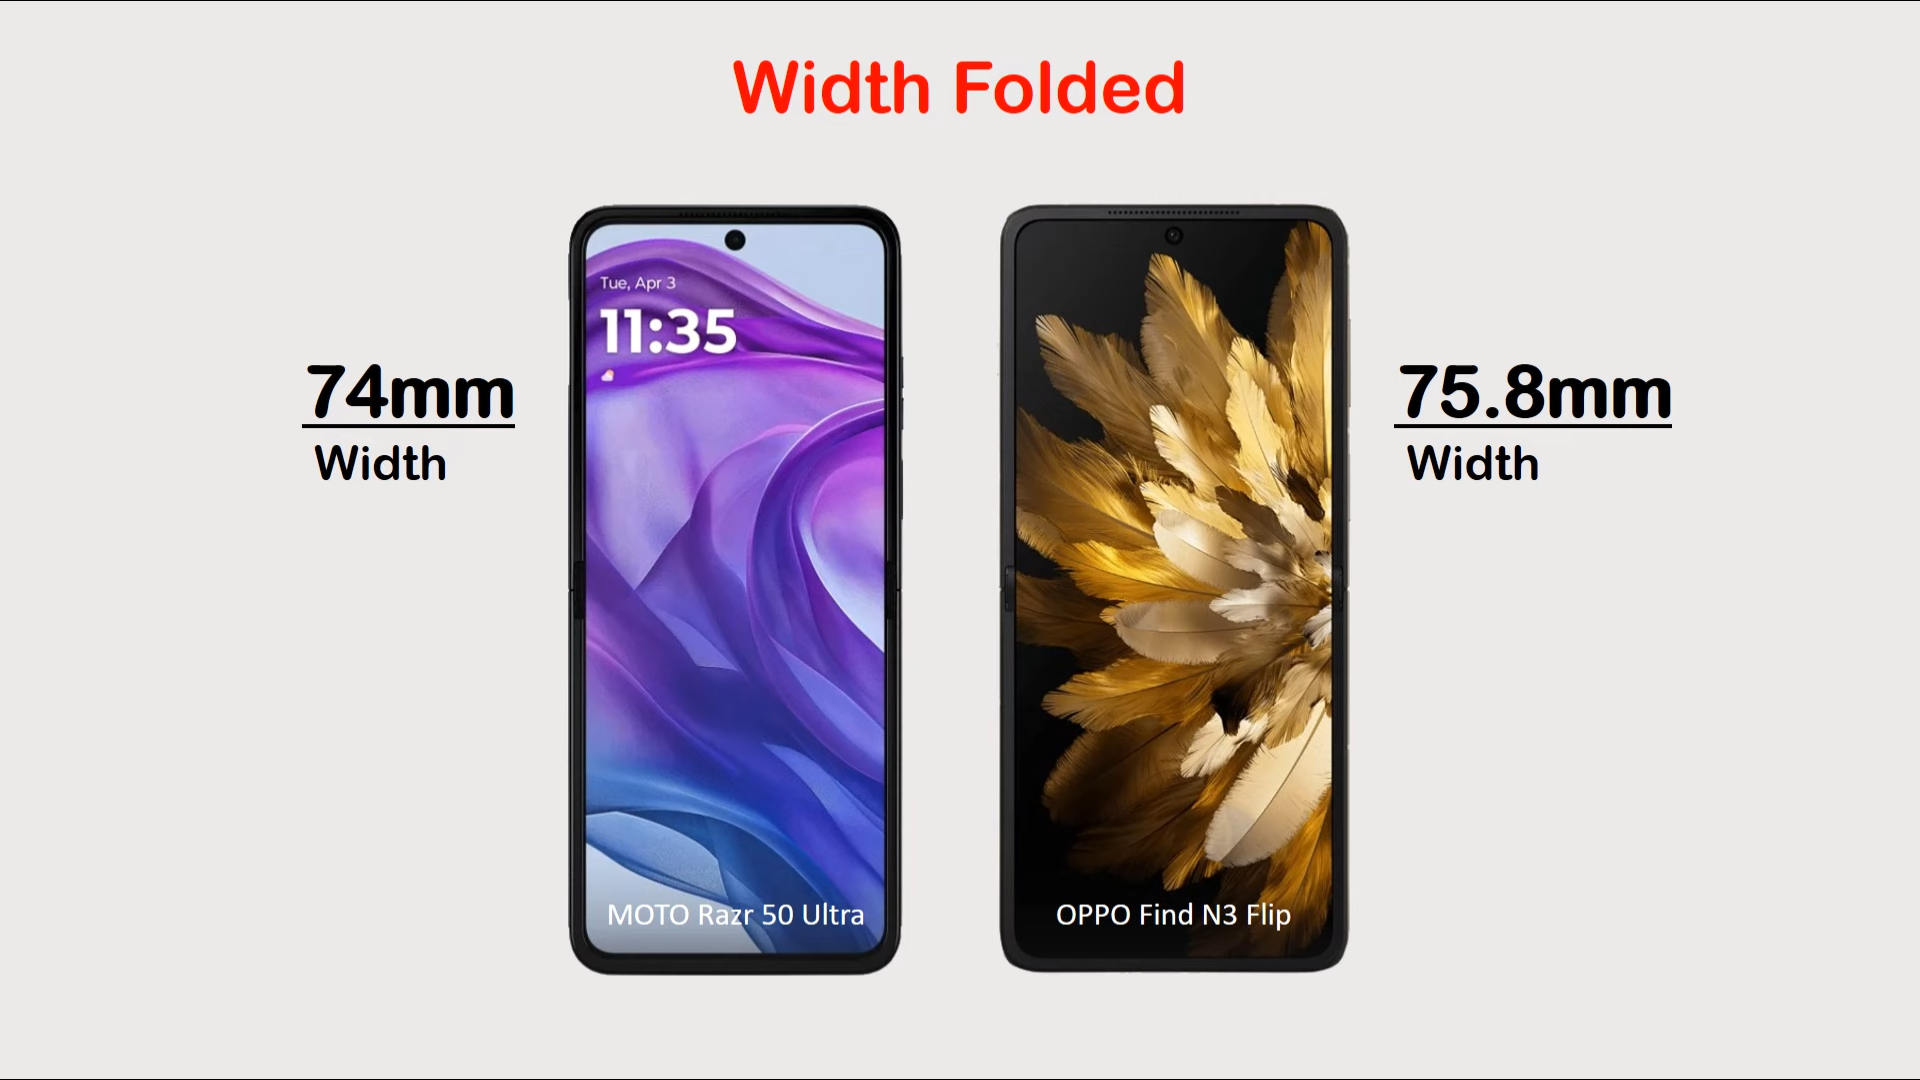 Width Folded
Tue, Apr 3
11:35
74mm
Width
75.8mm
Width
MOTO Razr 50 Ultra
OPPO Find N3 Flip